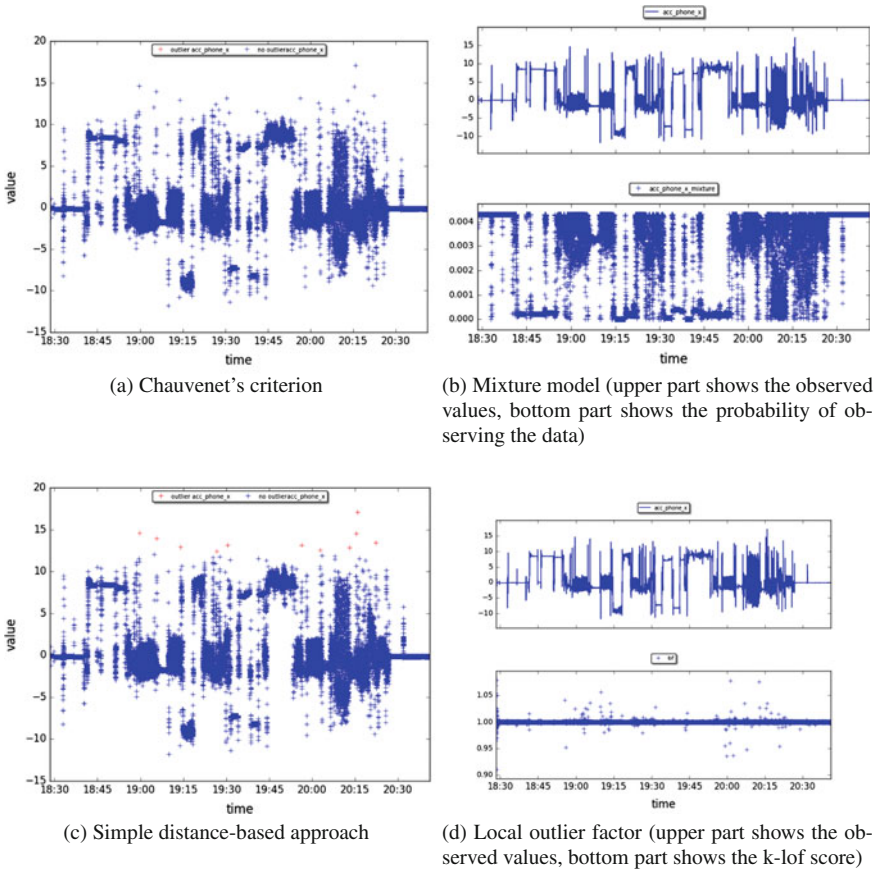 outlier acc_phone_x no outlieracc_phone_x
20
15
10
5
0
−5
−10
−15
value
18:30 18:45 19:00 19:15 19:30 19:45 20:00 20:15 20:30
time
(a) Chauvenet's criterion
acc_phone_x
15
10
5
0
−5
−10
acc_phone_x_mixture
0.004
0.003
0.002
0.001
0.000
18:30 18:45 19:00 19:15 19:30 19:45 20:00 20:15 20:30
time
(b) Mixture model (upper part shows the observed
values, bottom part shows the probability of ob-
serving the data)
outlier acc_phone_x no outlieracc_phone_x
20
15
10
5
0
−5
−10
−15
value
18:30 18:45 19:00 19:15 19:30 19:45 20:00 20:15 20:30
time
(c) Simple distance-based approach
acc_phone_x
15
10
5
0
−5
−10
lof
1.05
1.00
0.95
0.90
18:30 18:45 19:00 19:15 19:30 19:45 20:00 20:15 20:30
time
(d) Local outlier factor (upper part shows the ob-
served values, bottom part shows the k-lof score)